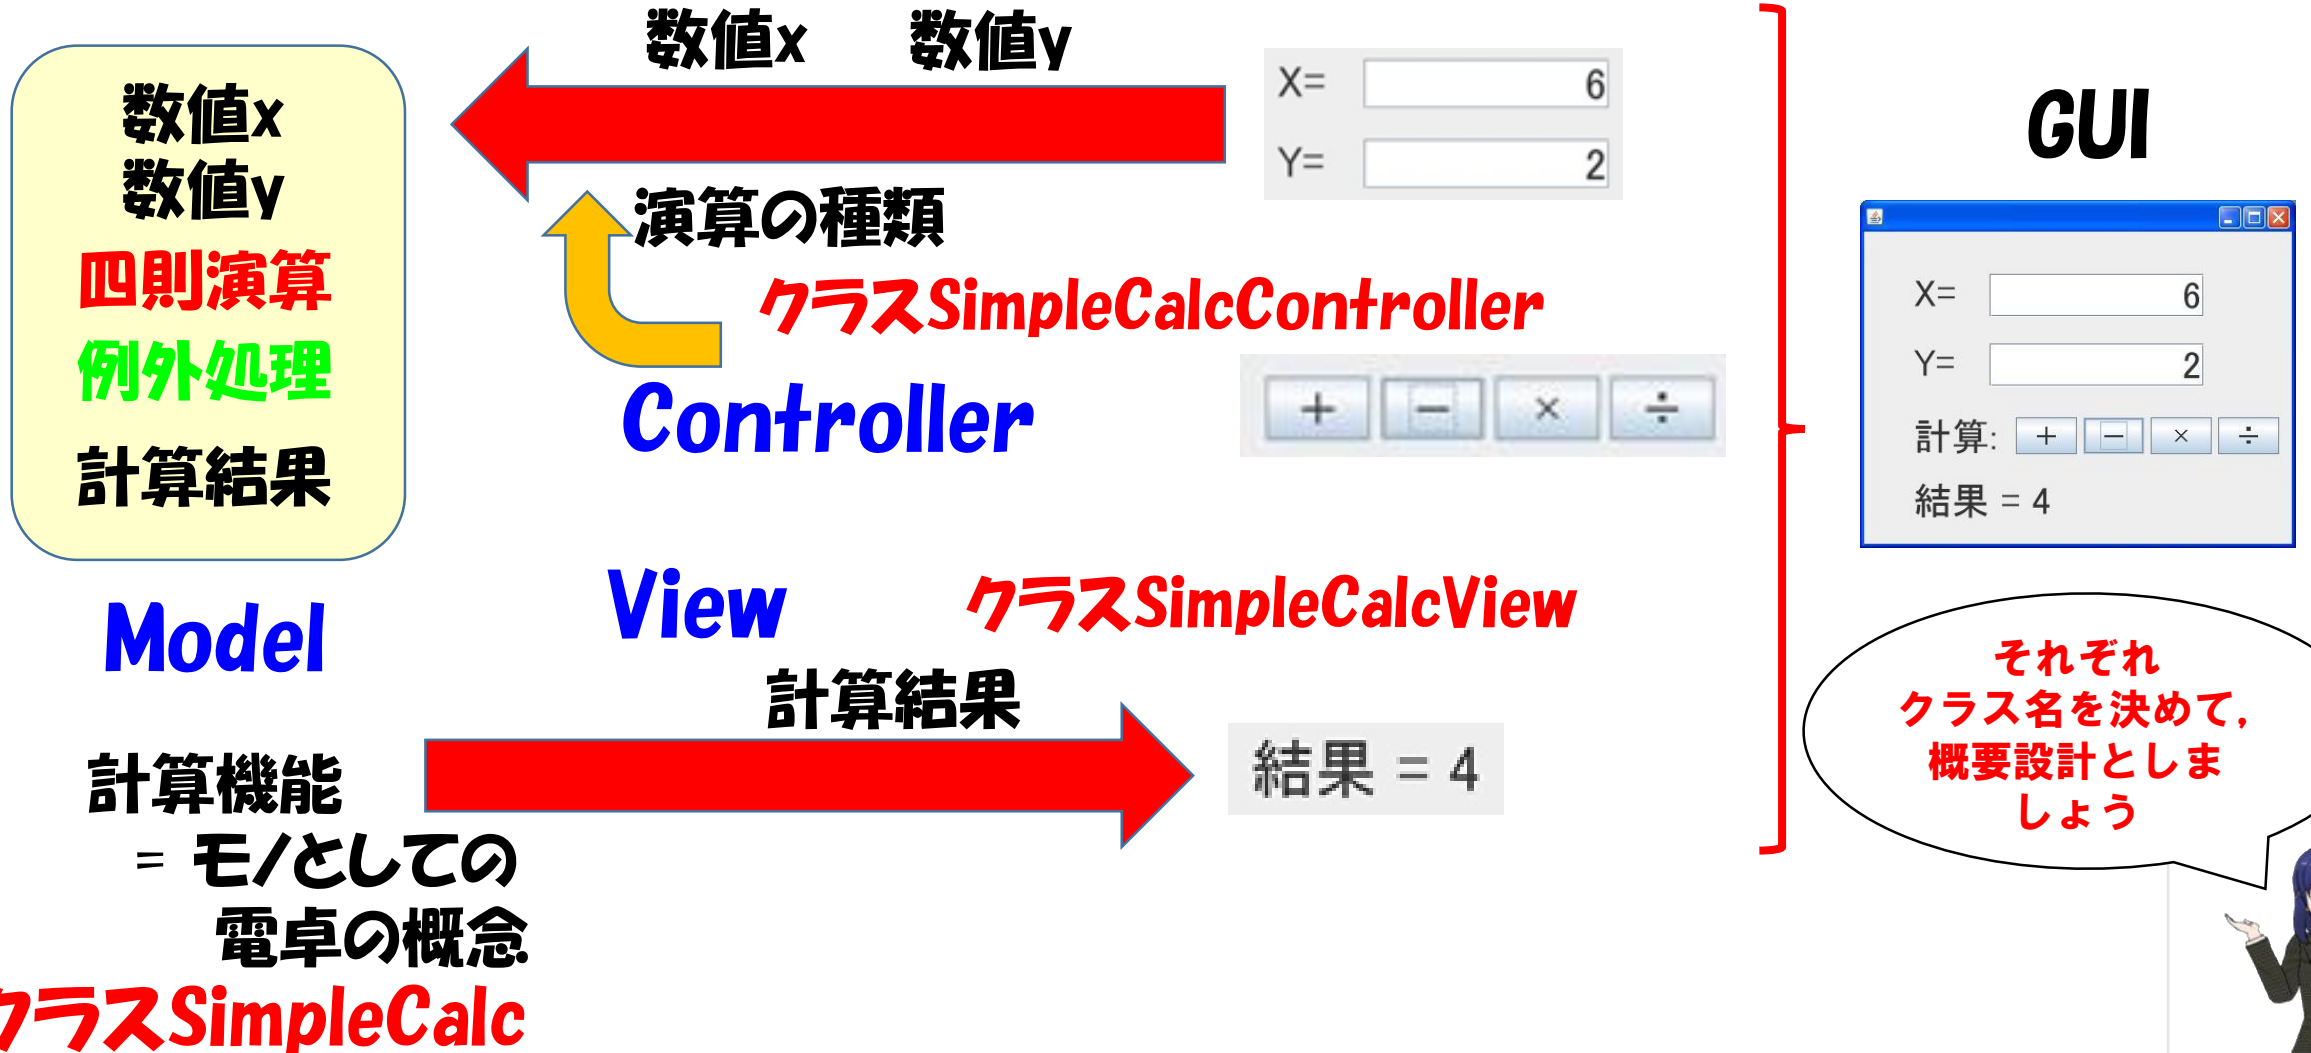 数値x
数値y
四則演算
例外処理
計算結果
Model
計算機能
= モノとしての
電卓の概念
クラスSimpleCalc
数値x 数値y
X= 6
Y= 2
演算の種類
クラスSimpleCalcController
Controller
+ − × ÷
View クラスSimpleCalcView
計算結果
結果 = 4
GUI
X= 6
Y= 2
計算: + − × ÷
結果 = 4
それぞれ
クラス名を決めて,
概要設計としま
しょう